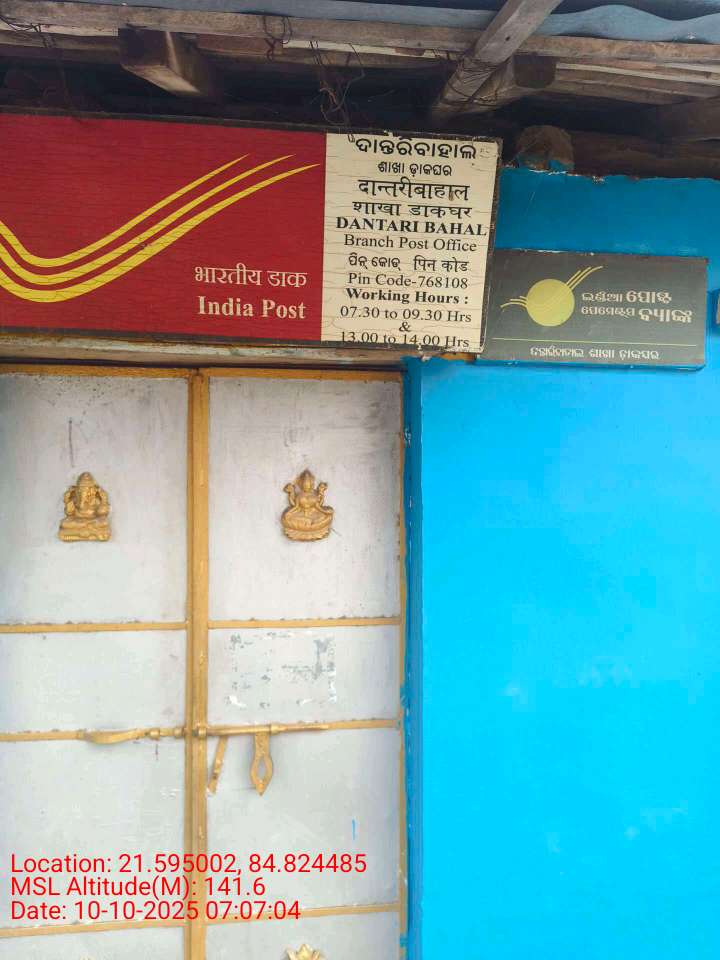 भारतीय डाक
India Post
ଦାନ୍ତରିବାହାଲ
ଶାଖା ଡ଼ାକଘର
दान्तरीबाहाल
शाखा डाकघर
DANTARI BAHAL
Branch Post Office
ପିନ୍ କୋଡ୍ पिन कोड
Pin Code-768108
Working Hours :
07.30 to 09.30 Hrs
&
13.00 to 14.00 Hrs
ଇଣ୍ଡିଆ ପୋଷ୍ଟ
ପେମେଣ୍ଟସ ବ୍ୟାଙ୍କ
ଶାଖା ଡ଼ାକଘର
Location: 21.595002, 84.824485
MSL Altitude(M): 141.6
Date: 10-10-2025 07:07:04